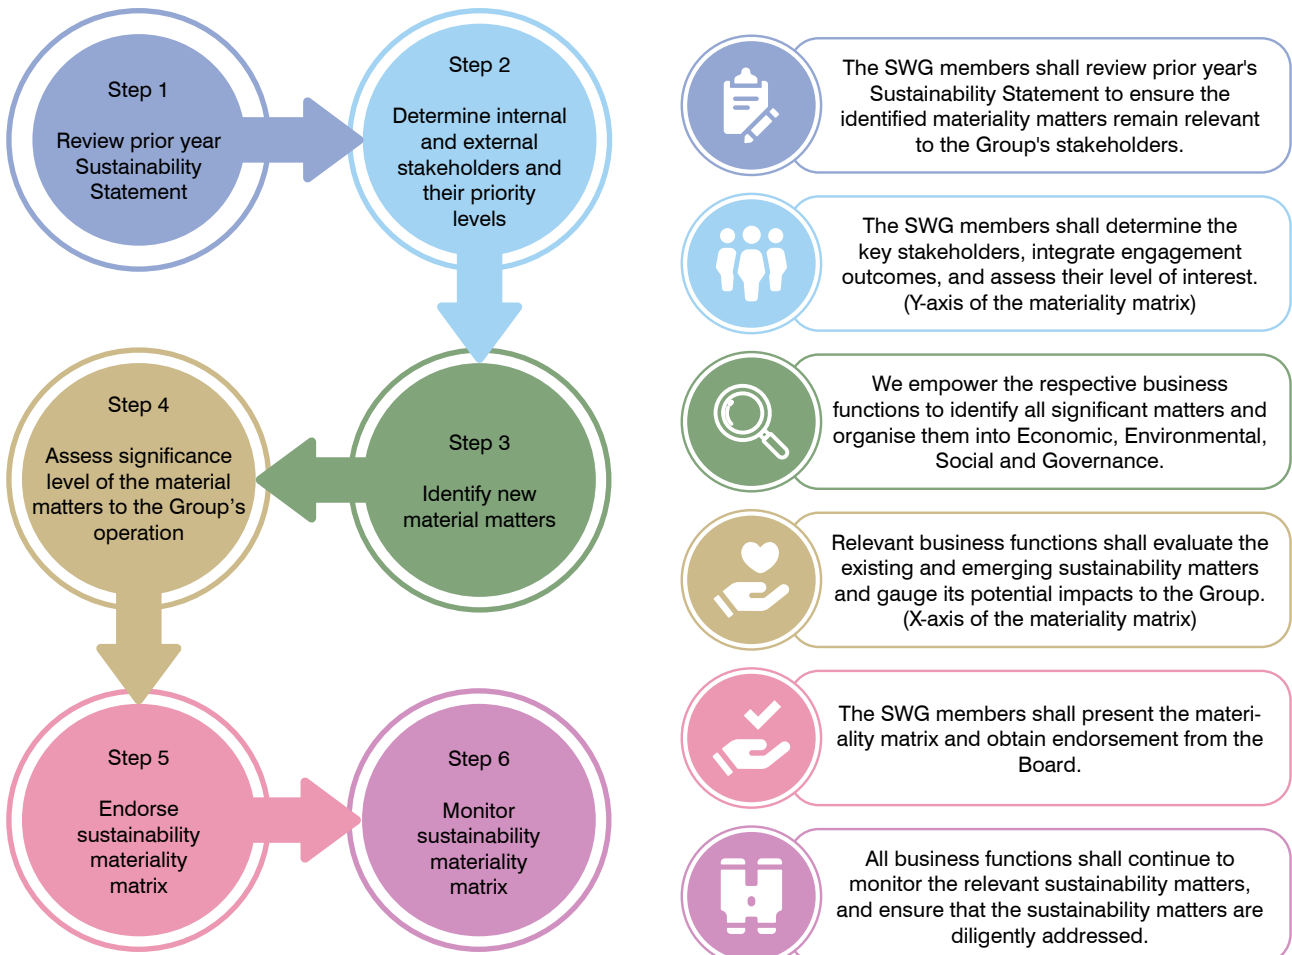 Step 1
Review prior year
Sustainability
Statement
Step 2
Determine internal
and external
stakeholders and
their priority
levels
Step 3
Identify new
material matters
Step 4
Assess significance
level of the material
matters to the Group’s
operation
Step 5
Endorse
sustainability
materiality
matrix
Step 6
Monitor
sustainability
materiality
matrix
The SWG members shall review prior year's
Sustainability Statement to ensure the
identified materiality matters remain relevant
to the Group's stakeholders.
The SWG members shall determine the
key stakeholders, integrate engagement
outcomes, and assess their level of interest.
(Y-axis of the materiality matrix)
We empower the respective business
functions to identify all significant matters and
organise them into Economic, Environmental,
Social and Governance.
Relevant business functions shall evaluate the
existing and emerging sustainability matters
and gauge its potential impacts to the Group.
(X-axis of the materiality matrix)
The SWG members shall present the materi-
ality matrix and obtain endorsement from the
Board.
All business functions shall continue to
monitor the relevant sustainability matters,
and ensure that the sustainability matters are
diligently addressed.